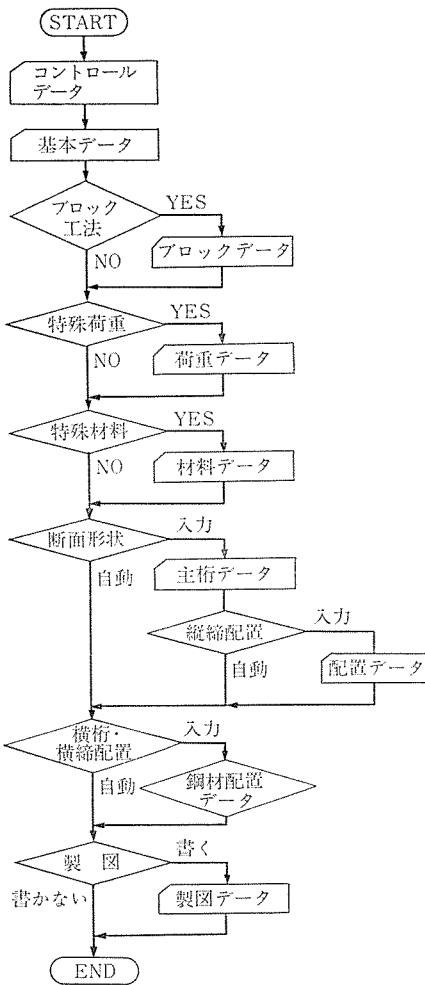 START
コントロール
データ
基本データ
ブロック
工法
YES
ブロックデータ
NO
特殊荷重
YES
荷重データ
NO
特殊材料
YES
材料データ
NO
断面形状
入力
主桁データ
自動
縦締配置
入力
配置データ
自動
横桁・
横締配置
入力
鋼材配置
データ
自動
製 図
書く
製図データ
書かない
END